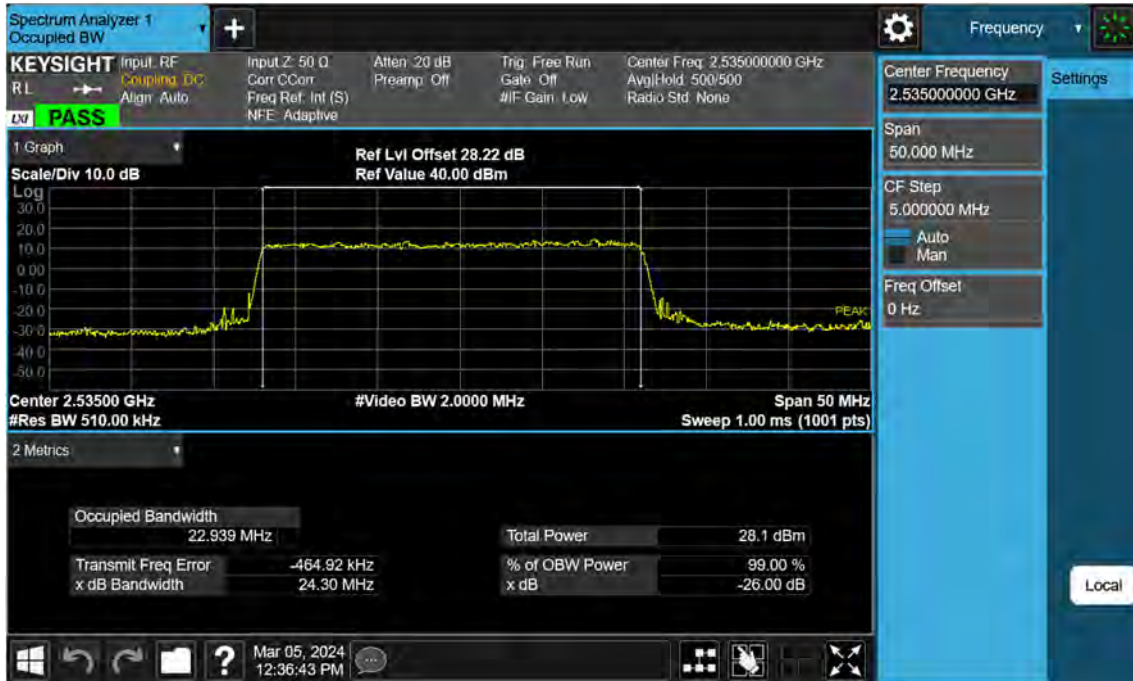 Spectrum Analyzer 1
Occupied BW
+
Frequency
KEYSIGHT
RL
LXI
PASS
Input: RF
Coupling: DC
Align: Auto
Input Z: 50 Ω
Corr CCorr
Freq Ref: Int (S)
NFE: Adaptive
Atten: 20 dB
Preamp: Off
Trig: Free Run
Gate: Off
#IF Gain: Low
Center Freq: 2.535000000 GHz
Avg|Hold: 500/500
Radio Std: None
Center Frequency
2.535000000 GHz
Settings
Span
50.000 MHz
CF Step
5.000000 MHz
Auto
Man
Freq Offset
0 Hz
1 Graph
Scale/Div 10.0 dB
Ref Lvl Offset 28.22 dB
Ref Value 40.00 dBm
Log
30.0
20.0
10.0
0.00
-10.0
-20.0
-30.0
-40.0
-50.0
PEAK
Center 2.53500 GHz
#Video BW 2.0000 MHz
Span 50 MHz
#Res BW 510.00 kHz
Sweep 1.00 ms (1001 pts)
2 Metrics
Occupied Bandwidth
22.939 MHz
Total Power 28.1 dBm
Transmit Freq Error -464.92 kHz
% of OBW Power 99.00 %
x dB Bandwidth 24.30 MHz
x dB -26.00 dB
Local
?
Mar 05, 2024
12:36:43 PM